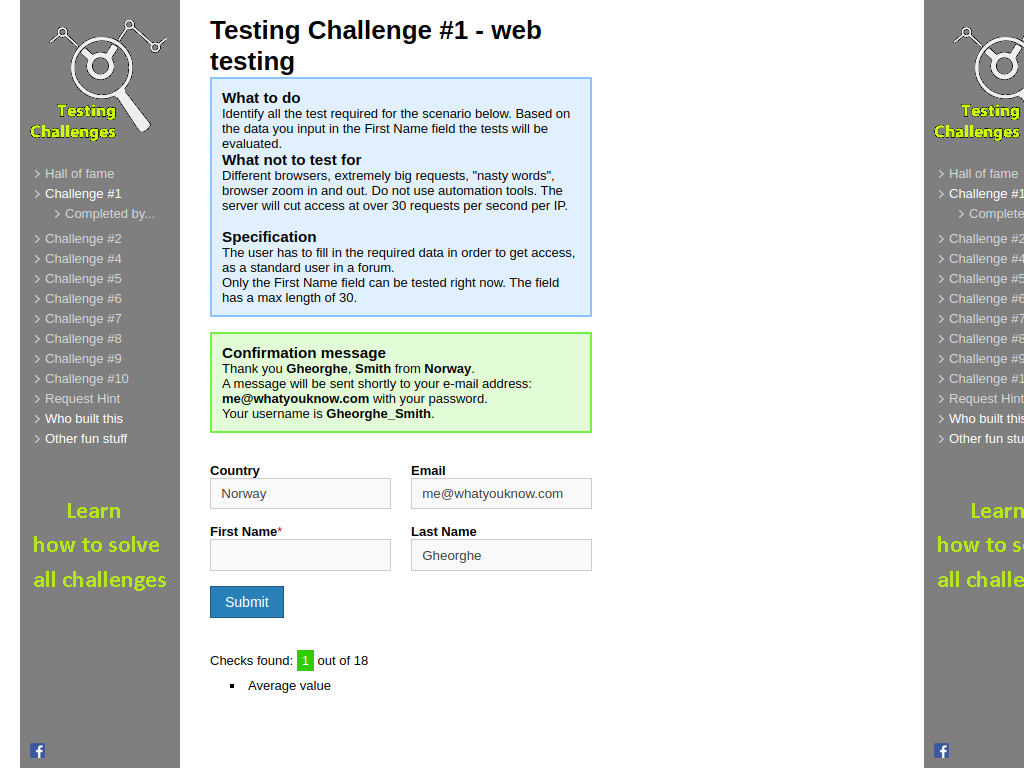 Testing
Challenges
Hall of fame
Challenge #1
Completed by...
Challenge #2
Challenge #4
Challenge #5
Challenge #6
Challenge #7
Challenge #8
Challenge #9
Challenge #10
Request Hint
Who built this
Other fun stuff
Learn
how to solve
all challenges
Testing Challenge #1 - web
testing
What to do
Identify all the test required for the scenario below. Based on
the data you input in the First Name field the tests will be
evaluated.
What not to test for
Different browsers, extremely big requests, "nasty words",
browser zoom in and out. Do not use automation tools. The
server will cut access at over 30 requests per second per IP.
Specification
The user has to fill in the required data in order to get access,
as a standard user in a forum.
Only the First Name field can be tested right now. The field
has a max length of 30.
Confirmation message
Thank you Gheorghe, Smith from Norway.
A message will be sent shortly to your e-mail address:
me@whatyouknow.com with your password.
Your username is Gheorghe_Smith.
Country Email
Norway me@whatyouknow.com
First Name* Last Name
Gheorghe
Submit
Checks found: 1 out of 18
Average value
Testing
Challenges
Hall of fame
Challenge #1
Complete
Challenge #2
Challenge #4
Challenge #5
Challenge #6
Challenge #7
Challenge #8
Challenge #9
Challenge #1
Request Hint
Who built this
Other fun stu
Learn
how to s
all challe